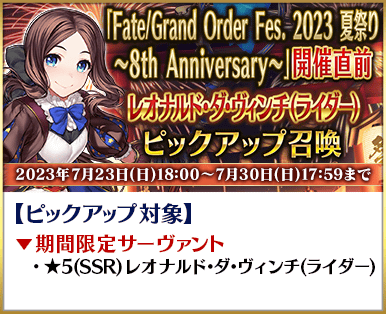 「Fate/Grand Order Fes. 2023 夏祭り
～8th Anniversary～」開催直前
レオナルド・ダ・ヴィンチ(ライダー)
ピックアップ召喚
2023年7月23日(日)18:00～7月30日(日)17:59まで
【ピックアップ対象】
▼期間限定サーヴァント
・★5(SSR)レオナルド・ダ・ヴィンチ(ライダー)